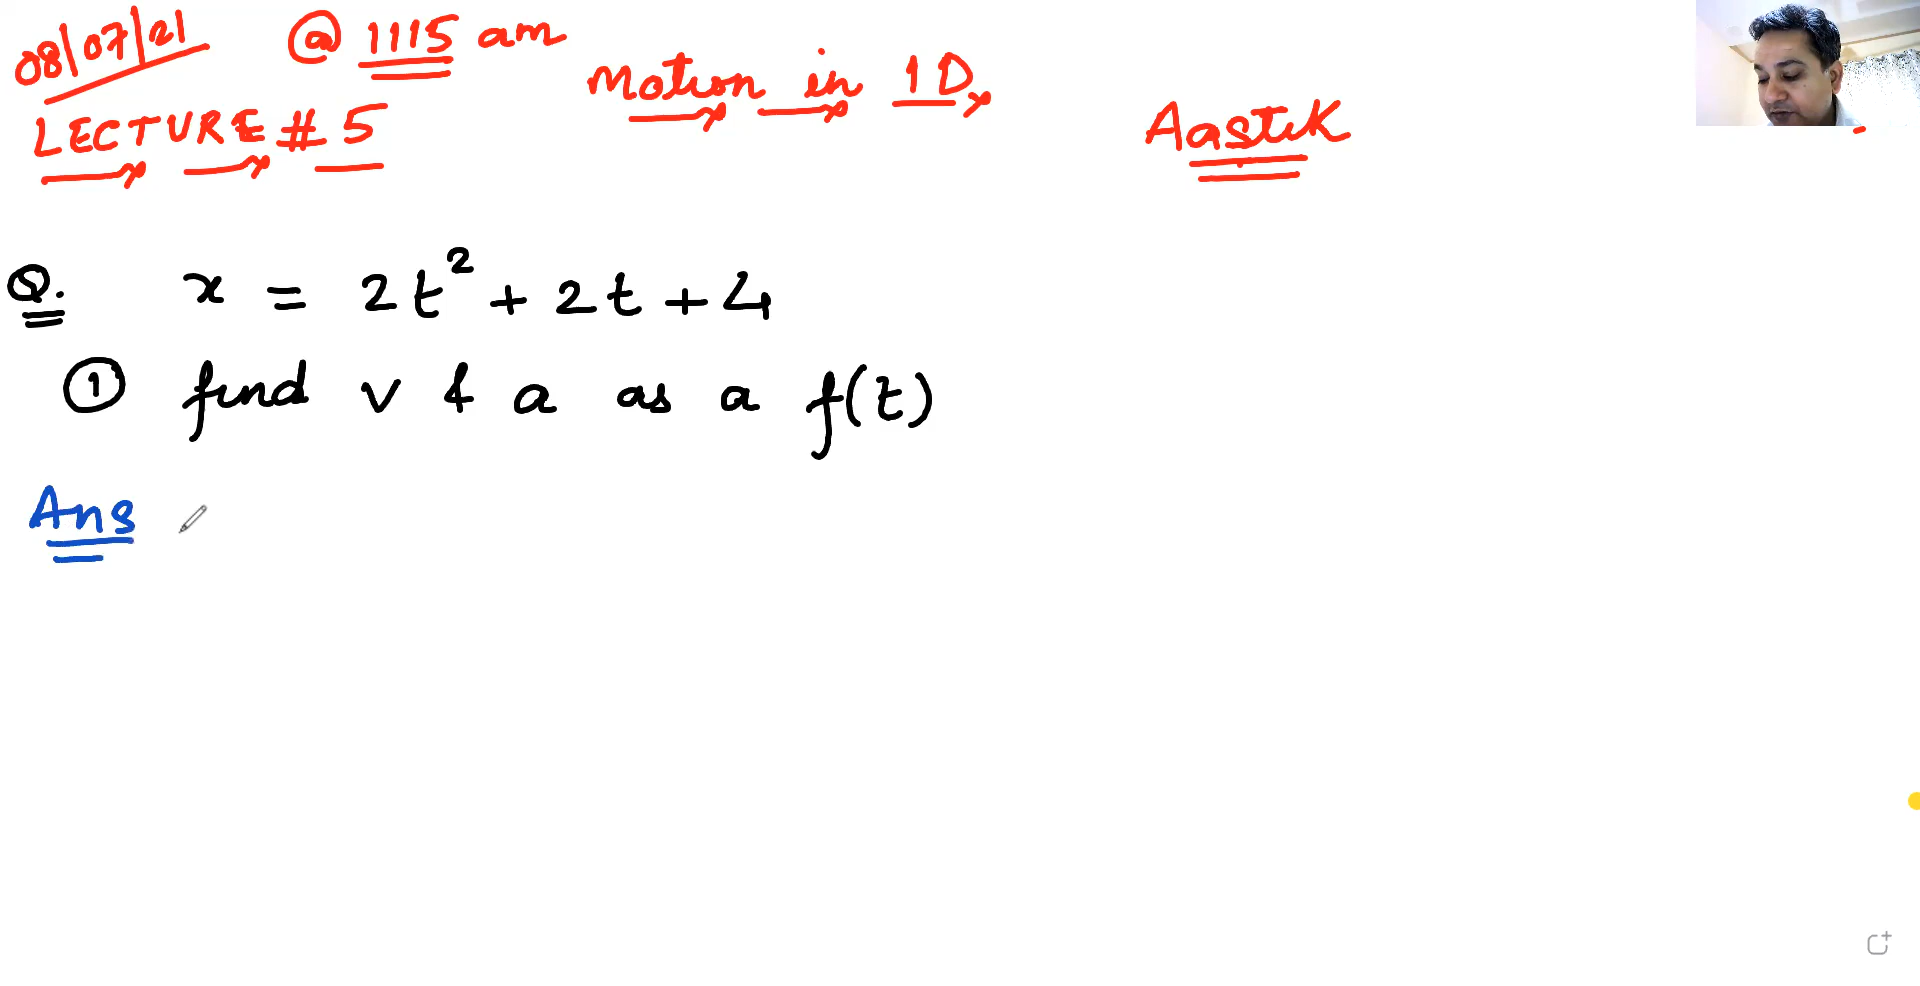 08/07/21 @ 1115 am
LECTURE # 5
Motion in 1D
Aastik
Q. x = 2t² + 2t + 4
① find v & a as a f(t)
Ans